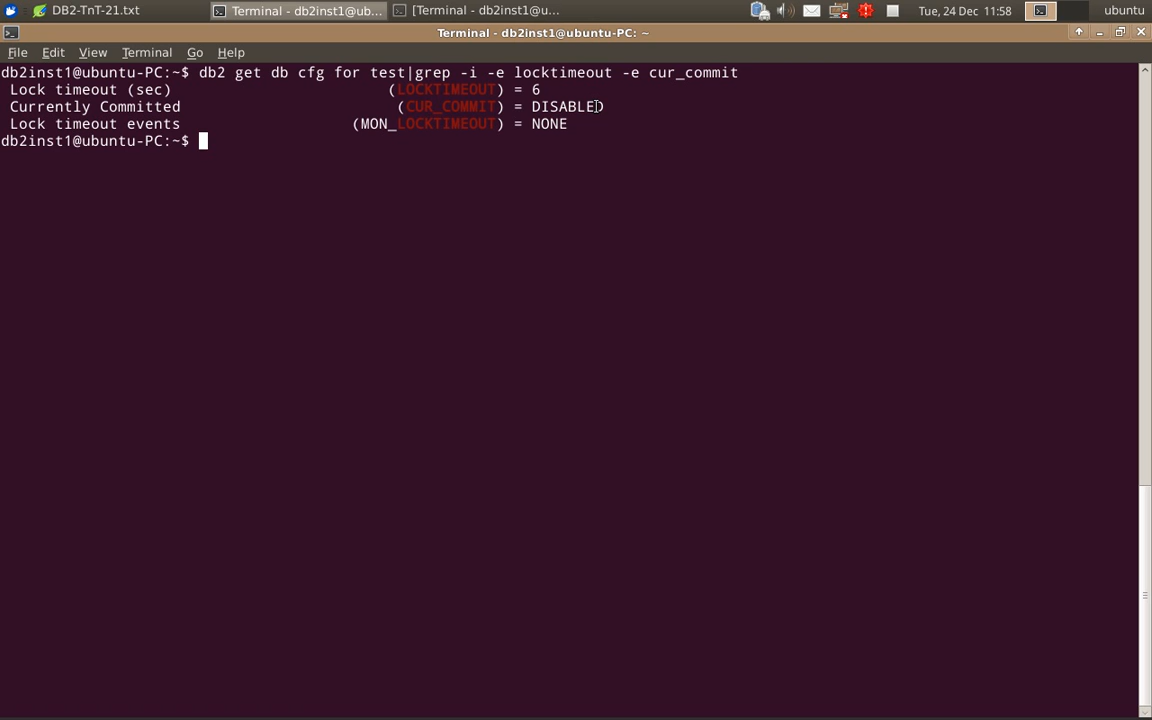 DB2-TnT-21.txt Terminal - db2inst1@ub... [Terminal - db2inst1@u... Tue, 24 Dec 11:58 ubuntu
Terminal - db2inst1@ubuntu-PC: ~
File Edit View Terminal Go Help
db2inst1@ubuntu-PC:~$ db2 get db cfg for test|grep -i -e locktimeout -e cur_commit
Lock timeout (sec) (LOCKTIMEOUT) = 6
Currently Committed (CUR_COMMIT) = DISABLED
Lock timeout events (MON_LOCKTIMEOUT) = NONE
db2inst1@ubuntu-PC:~$